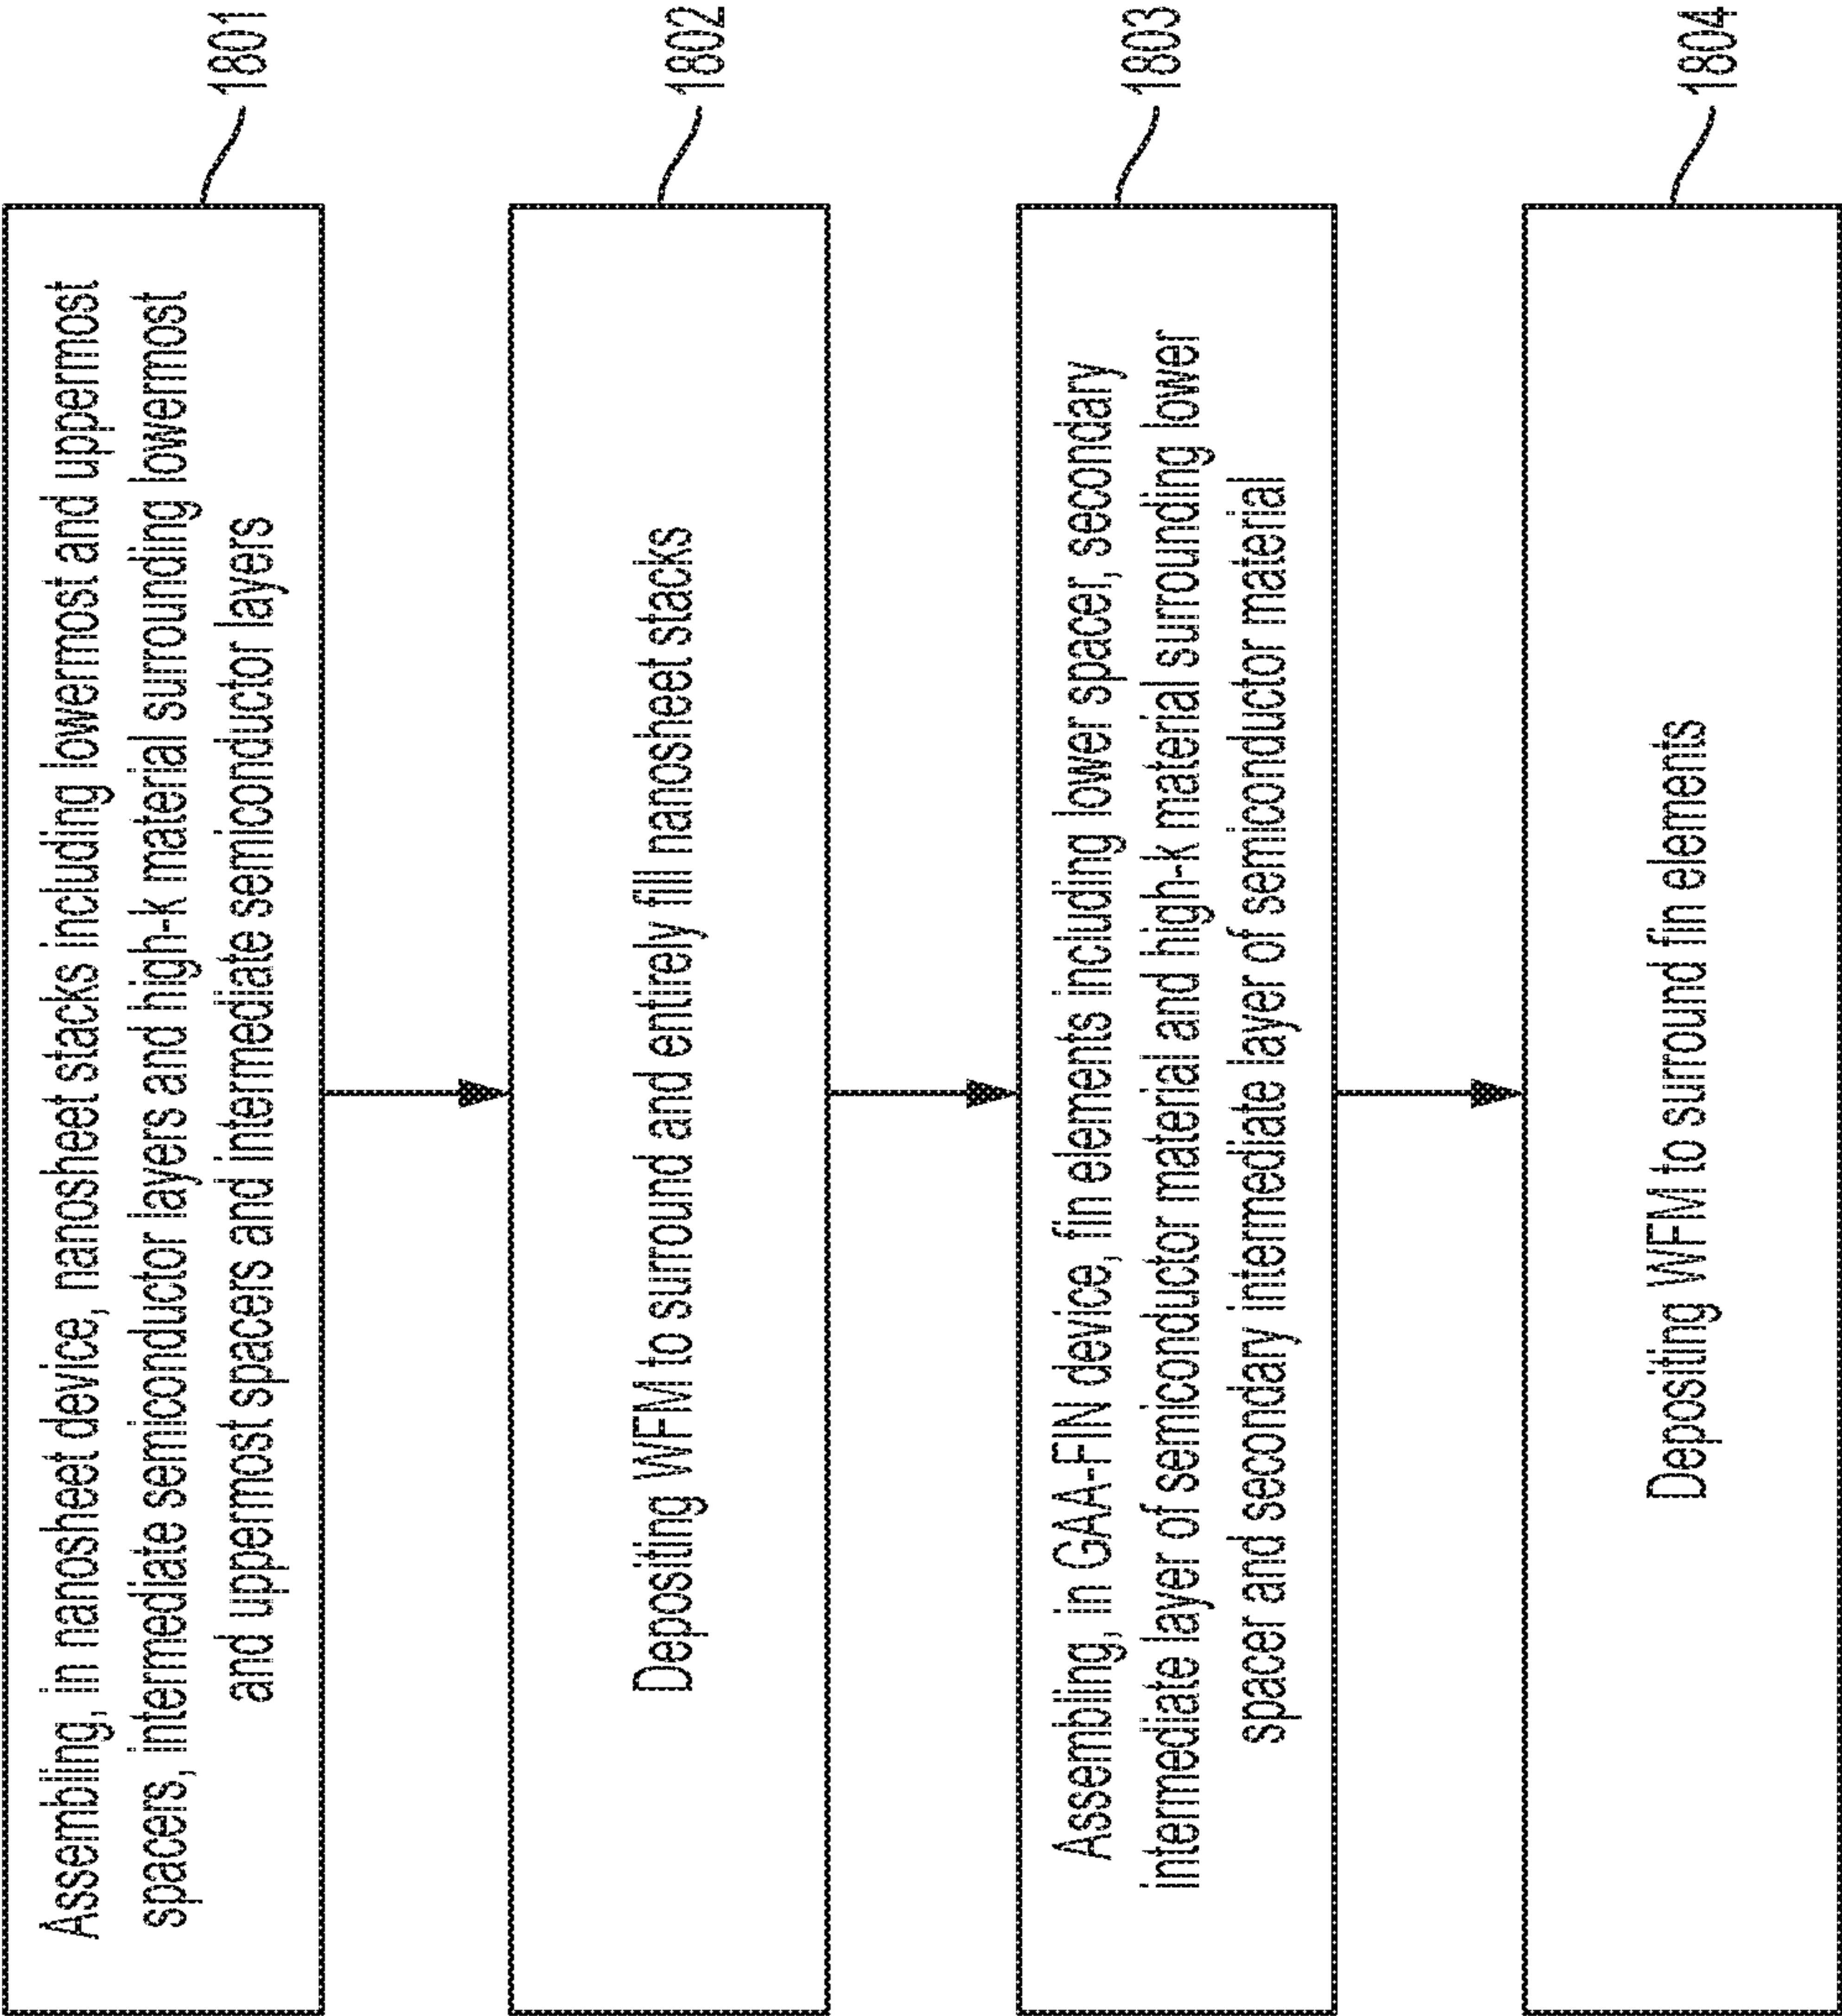 Assembling, in nanosheet device, nanosheet stacks including lowermost and uppermost
spacers, intermediate semiconductor layers and high-k material surrounding lowermost
and uppermost spacers and intermediate semiconductor layers
1801
Depositing WFM to surround and entirely fill nanosheet stacks
1802
Assembling, in GAA-FIN device, fin elements including lower spacer, secondary
intermediate layer of semiconductor material and high-k material surrounding lower
spacer and secondary intermediate layer of semiconductor material
1803
Depositing WFM to surround fin elements
1804